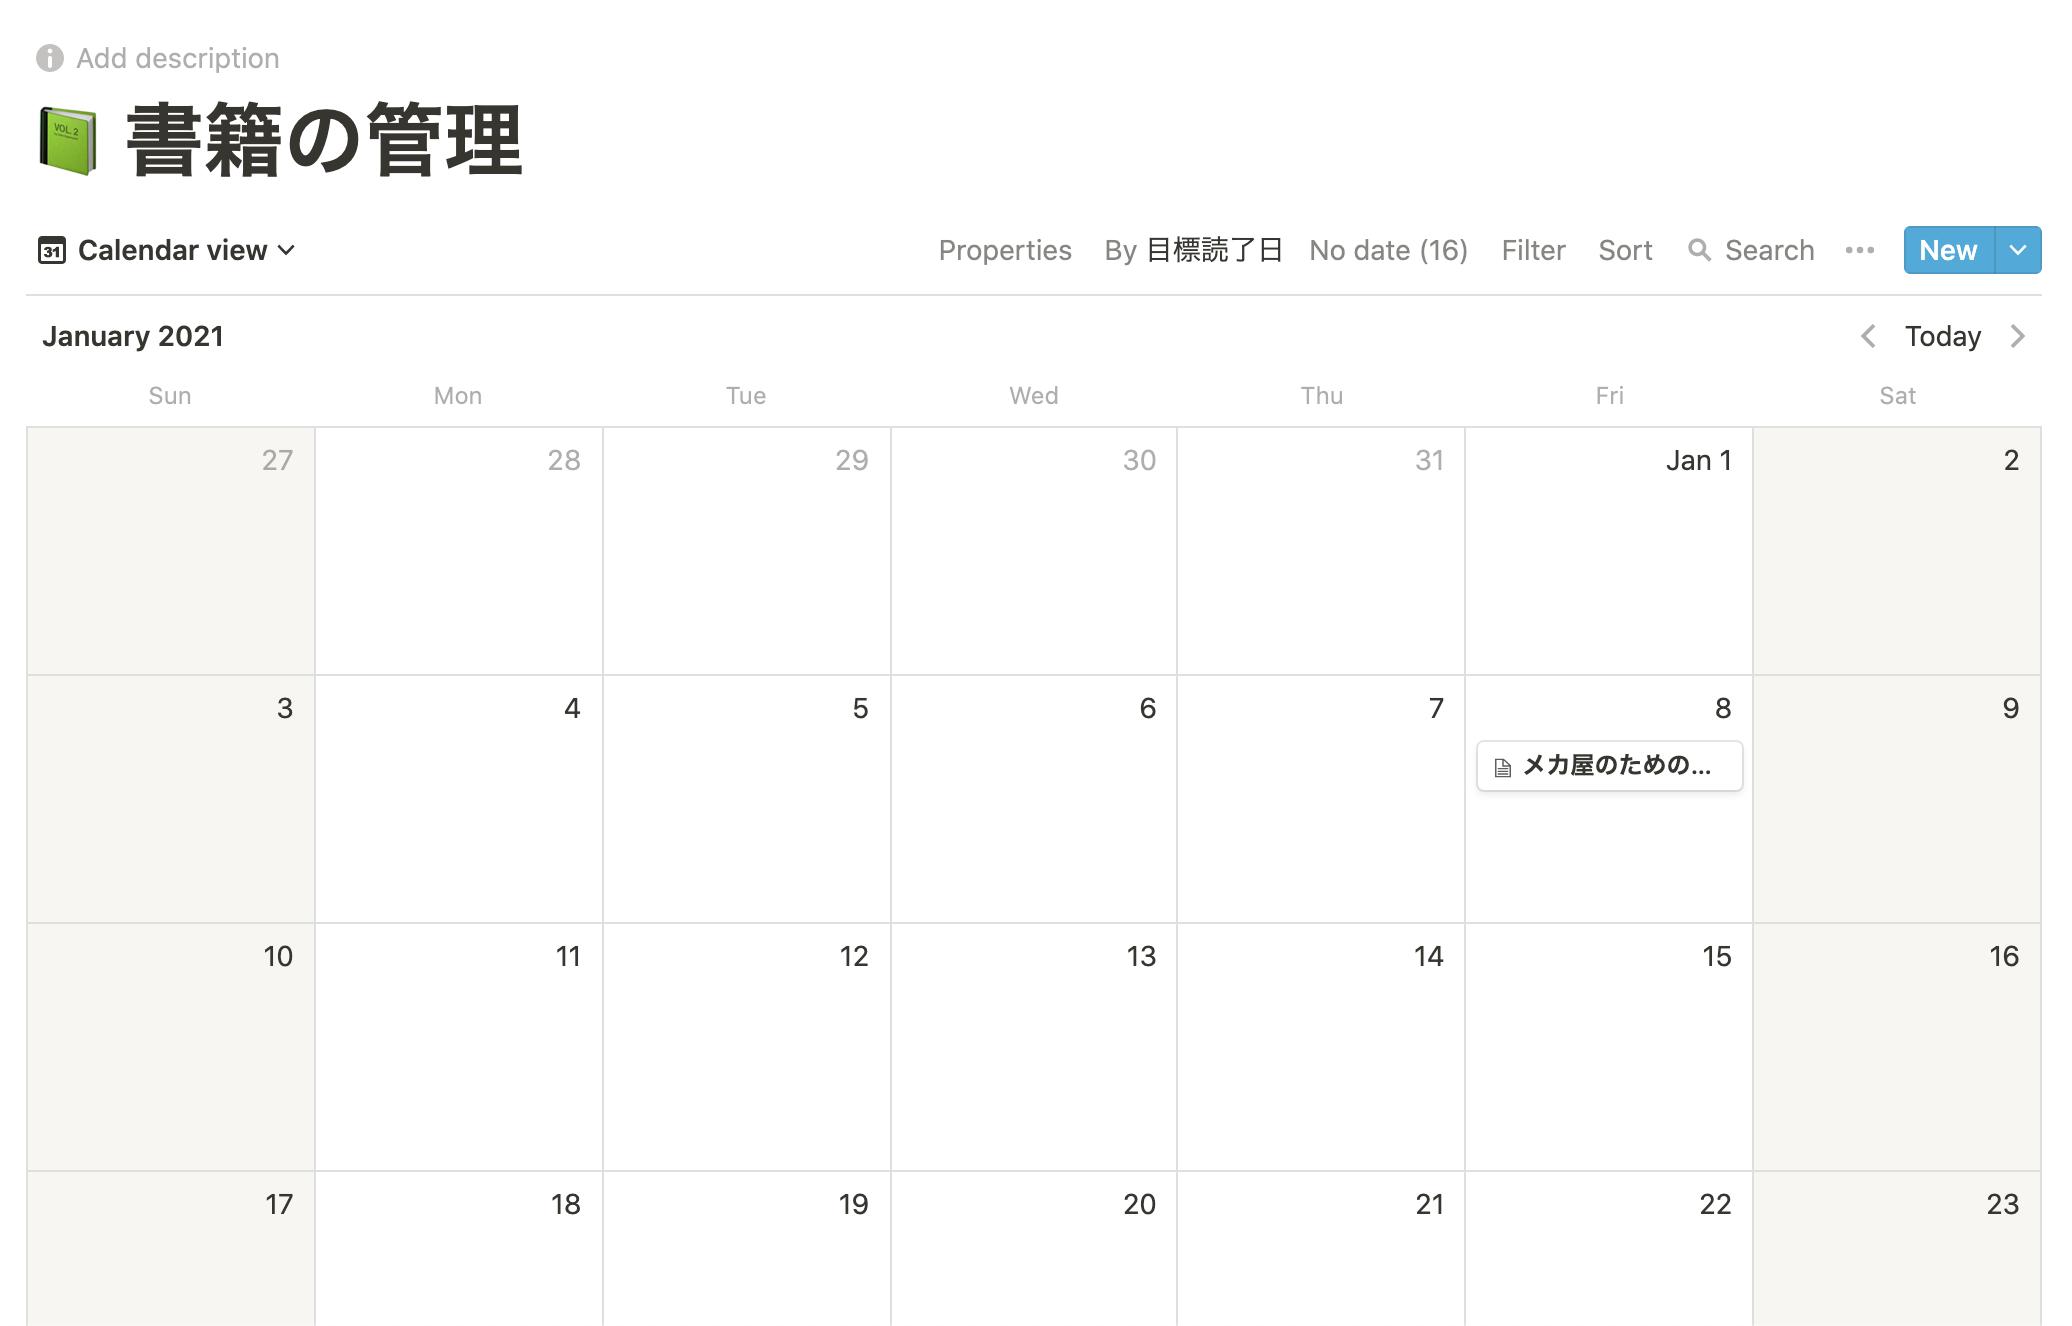 Add description
VOL. 2
書籍の管理
31 Calendar view Properties By 目標読了日 No date (16) Filter Sort Search New
January 2021 Today
Sun Mon Tue Wed Thu Fri Sat
27 28 29 30 31 Jan 1 2
3 4 5 6 7 8 9
メカ屋のための...
10 11 12 13 14 15 16
17 18 19 20 21 22 23